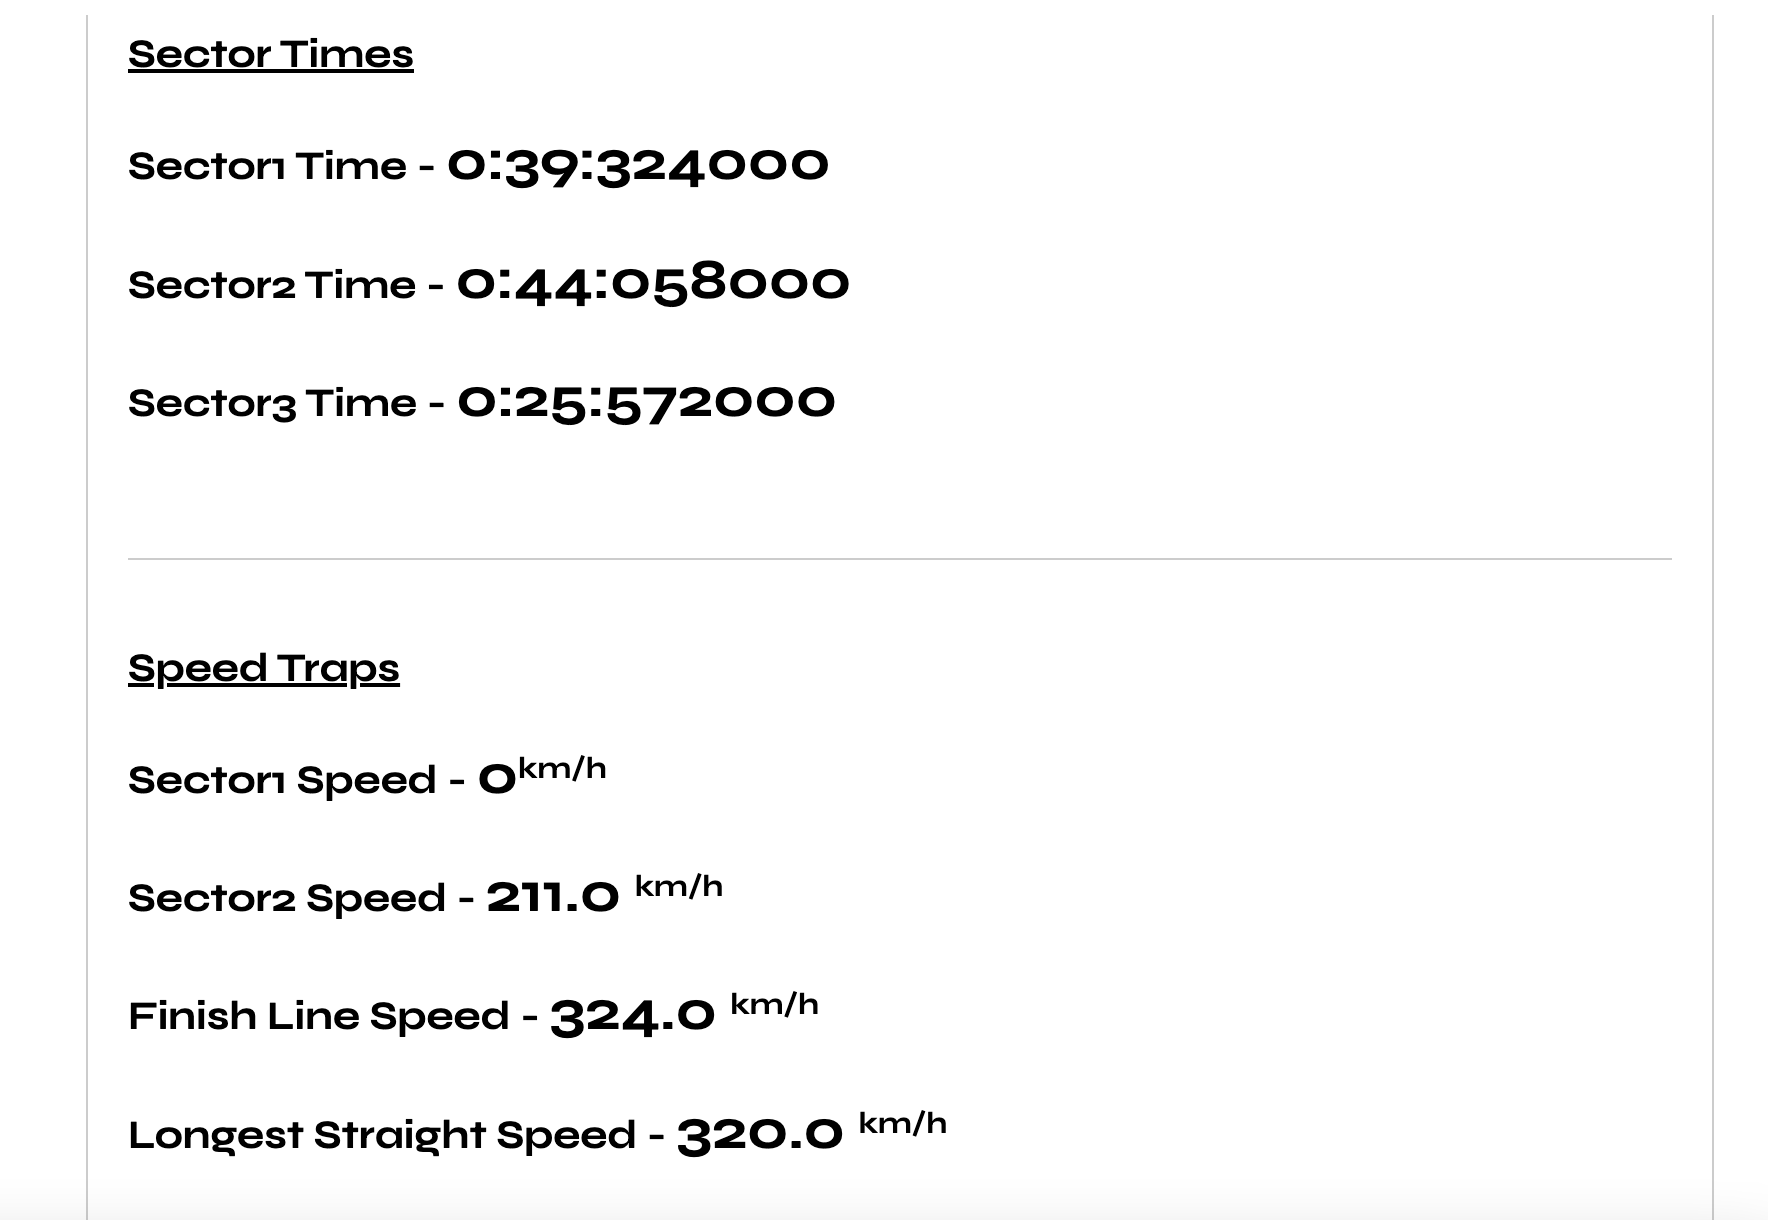 Sector Times
Sector1 Time - 0:39:324000
Sector2 Time - 0:44:058000
Sector3 Time - 0:25:572000
Speed Traps
Sector1 Speed - 0km/h
Sector2 Speed - 211.0 km/h
Finish Line Speed - 324.0 km/h
Longest Straight Speed - 320.0 km/h